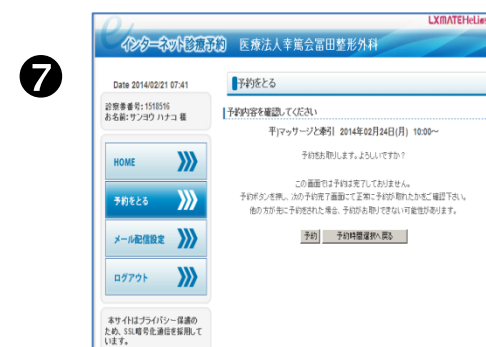 LXMATEHeLios
インターネット診療予約 医療法人幸篤会冨田整形外科
❼
Date 2014/02/21 07:41
診察券番号:1518516
お名前:サンヨウ ハナコ 様
HOME
予約をとる
メール配信設定
ログアウト
本サイトはプライバシー保護の
ため、SSL暗号化通信を採用して
います。
予約をとる
予約内容を確認してください
平)マッサージと牽引 2014年02月24日(月) 10:00～
予約をお取りします。よろしいですか？
この画面では予約は完了しておりません。
予約ボタンを押し、次の予約完了画面にて正常に予約が取れたかをご確認下さい。
他の方が先に予約をされた場合、予約がお取りできない可能性があります。
予約 予約時間選択へ戻る